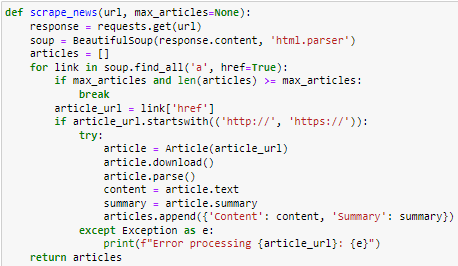 def scrape_news(url, max_articles=None):
    response = requests.get(url)
    soup = BeautifulSoup(response.content, 'html.parser')
    articles = []
    for link in soup.find_all('a', href=True):
        if max_articles and len(articles) >= max_articles:
            break
        article_url = link['href']
        if article_url.startswith(('http://', 'https://')):
            try:
                article = Article(article_url)
                article.download()
                article.parse()
                content = article.text
                summary = article.summary
                articles.append({'Content': content, 'Summary': summary})
            except Exception as e:
                print(f"Error processing {article_url}: {e}")
    return articles